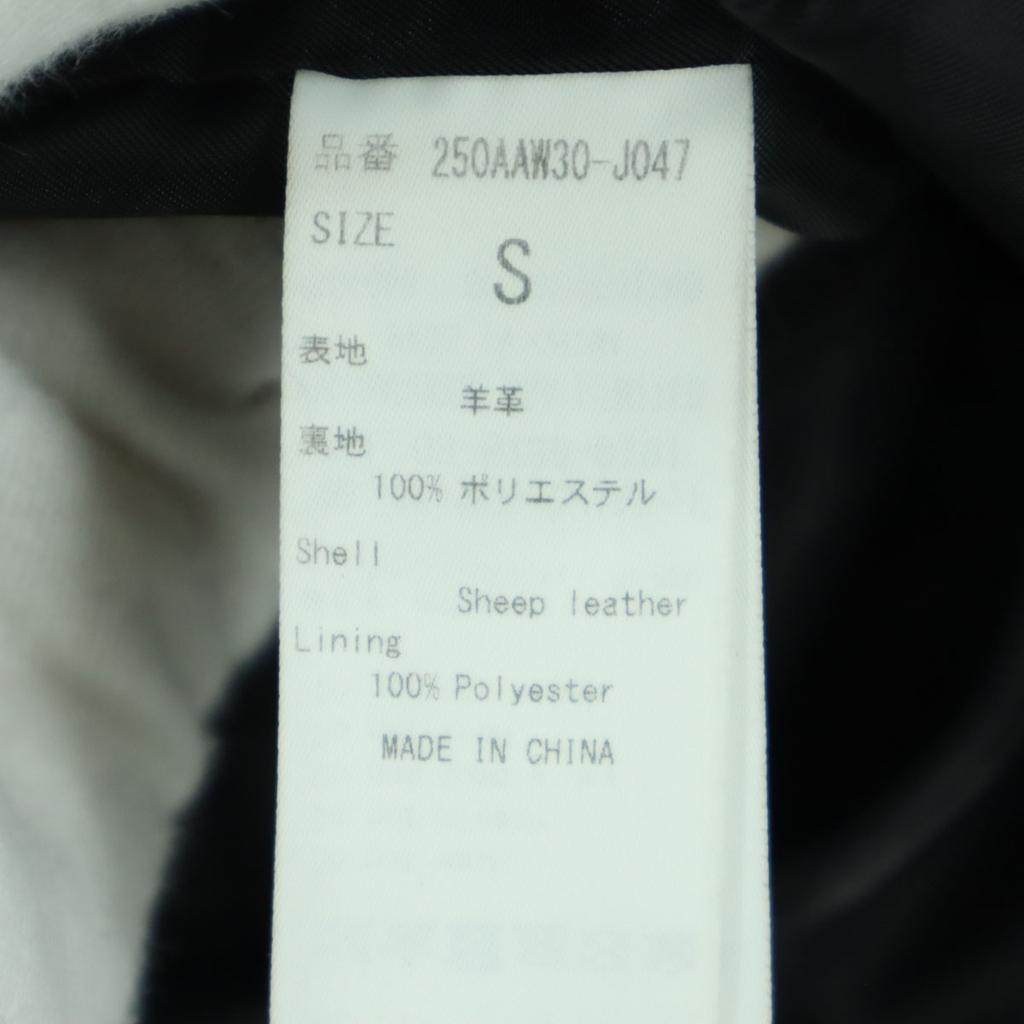 品番 250AAW30-J047
SIZE
S
表地
羊革
裏地
100% ポリエステル
Shell
Sheep leather
Lining
100% Polyester
MADE IN CHINA